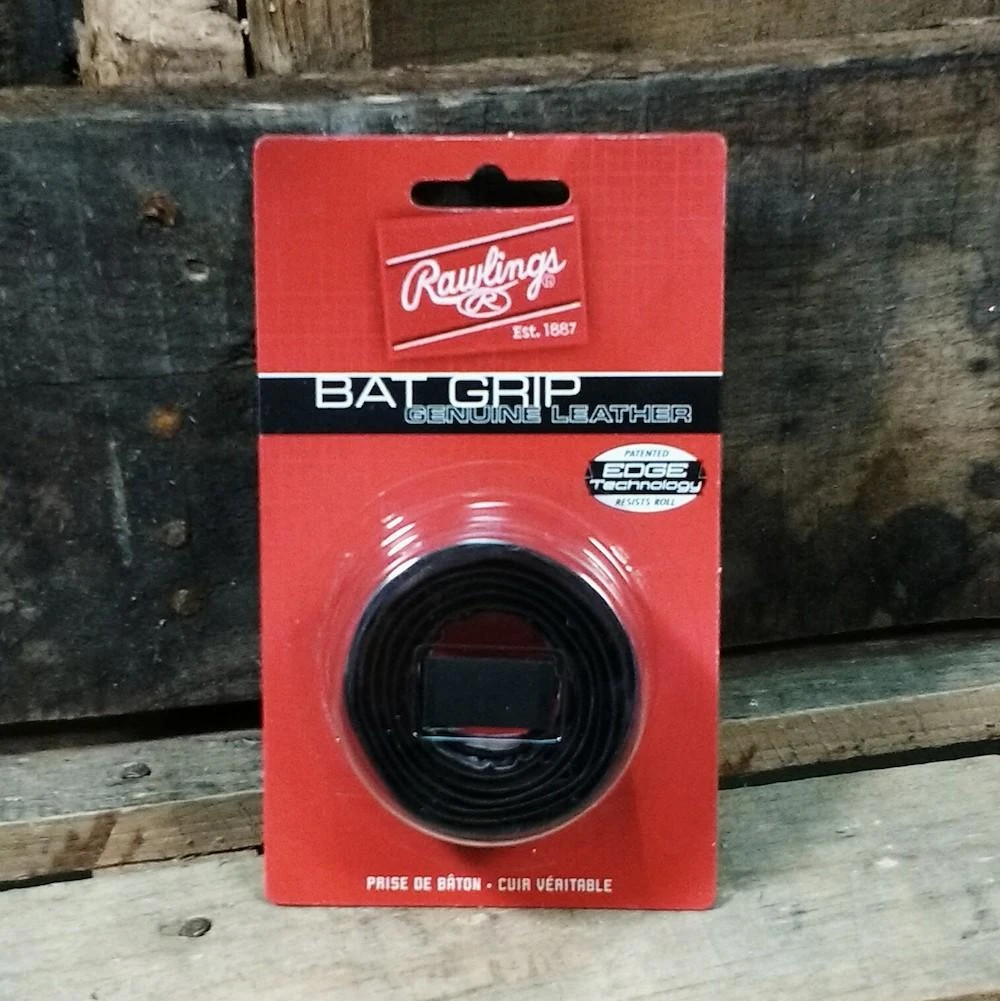 Rawlings®
R
Est. 1887
BAT GRIP
GENUINE LEATHER
PATENTED
EDGE
Technology
RESISTS ROLL
PRISE DE BÂTON • CUIR VÉRITABLE